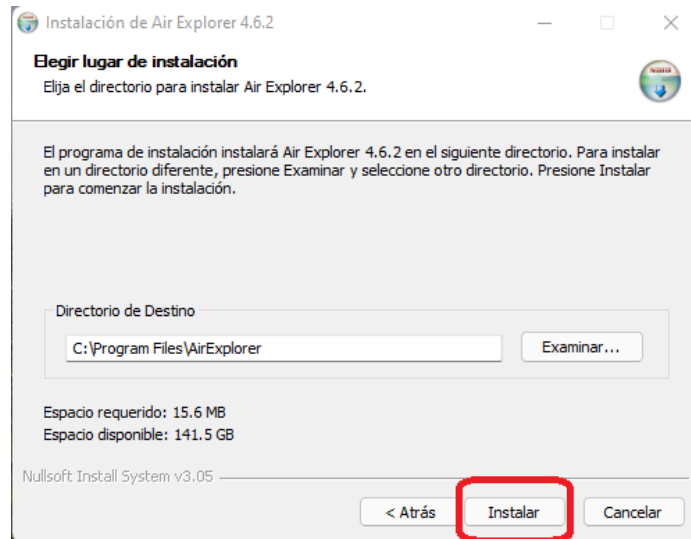 Instalación de Air Explorer 4.6.2
Elegir lugar de instalación
Elija el directorio para instalar Air Explorer 4.6.2.
El programa de instalación instalará Air Explorer 4.6.2 en el siguiente directorio. Para instalar
en un directorio diferente, presione Examinar y seleccione otro directorio. Presione Instalar
para comenzar la instalación.
Directorio de Destino
C:\Program Files\AirExplorer
Examinar...
Espacio requerido: 15.6 MB
Espacio disponible: 141.5 GB
Nullsoft Install System v3.05
< Atrás
Instalar
Cancelar